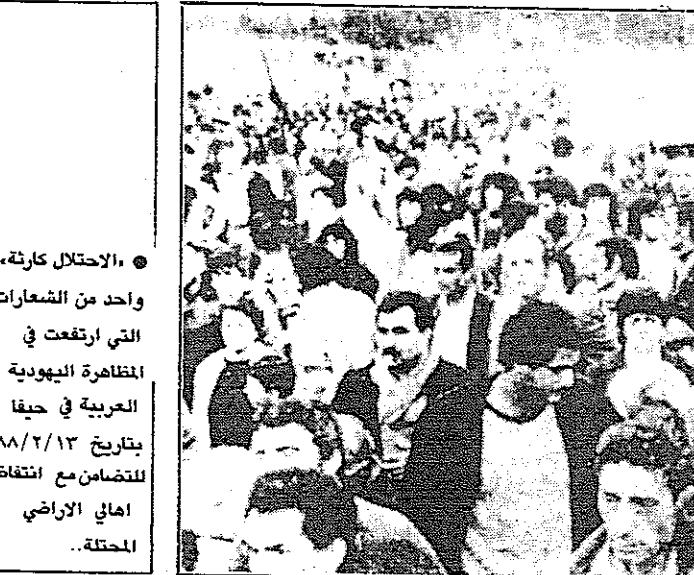 ● «الاحتلال كارثة»
واحد من الشعارات
التي ارتفعت في
المظاهرة اليهودية
العربية في حيفا
بتاريخ ٨٨/٢/١٣
للتضامن مع
اهالي الاراضي
المحتلة..